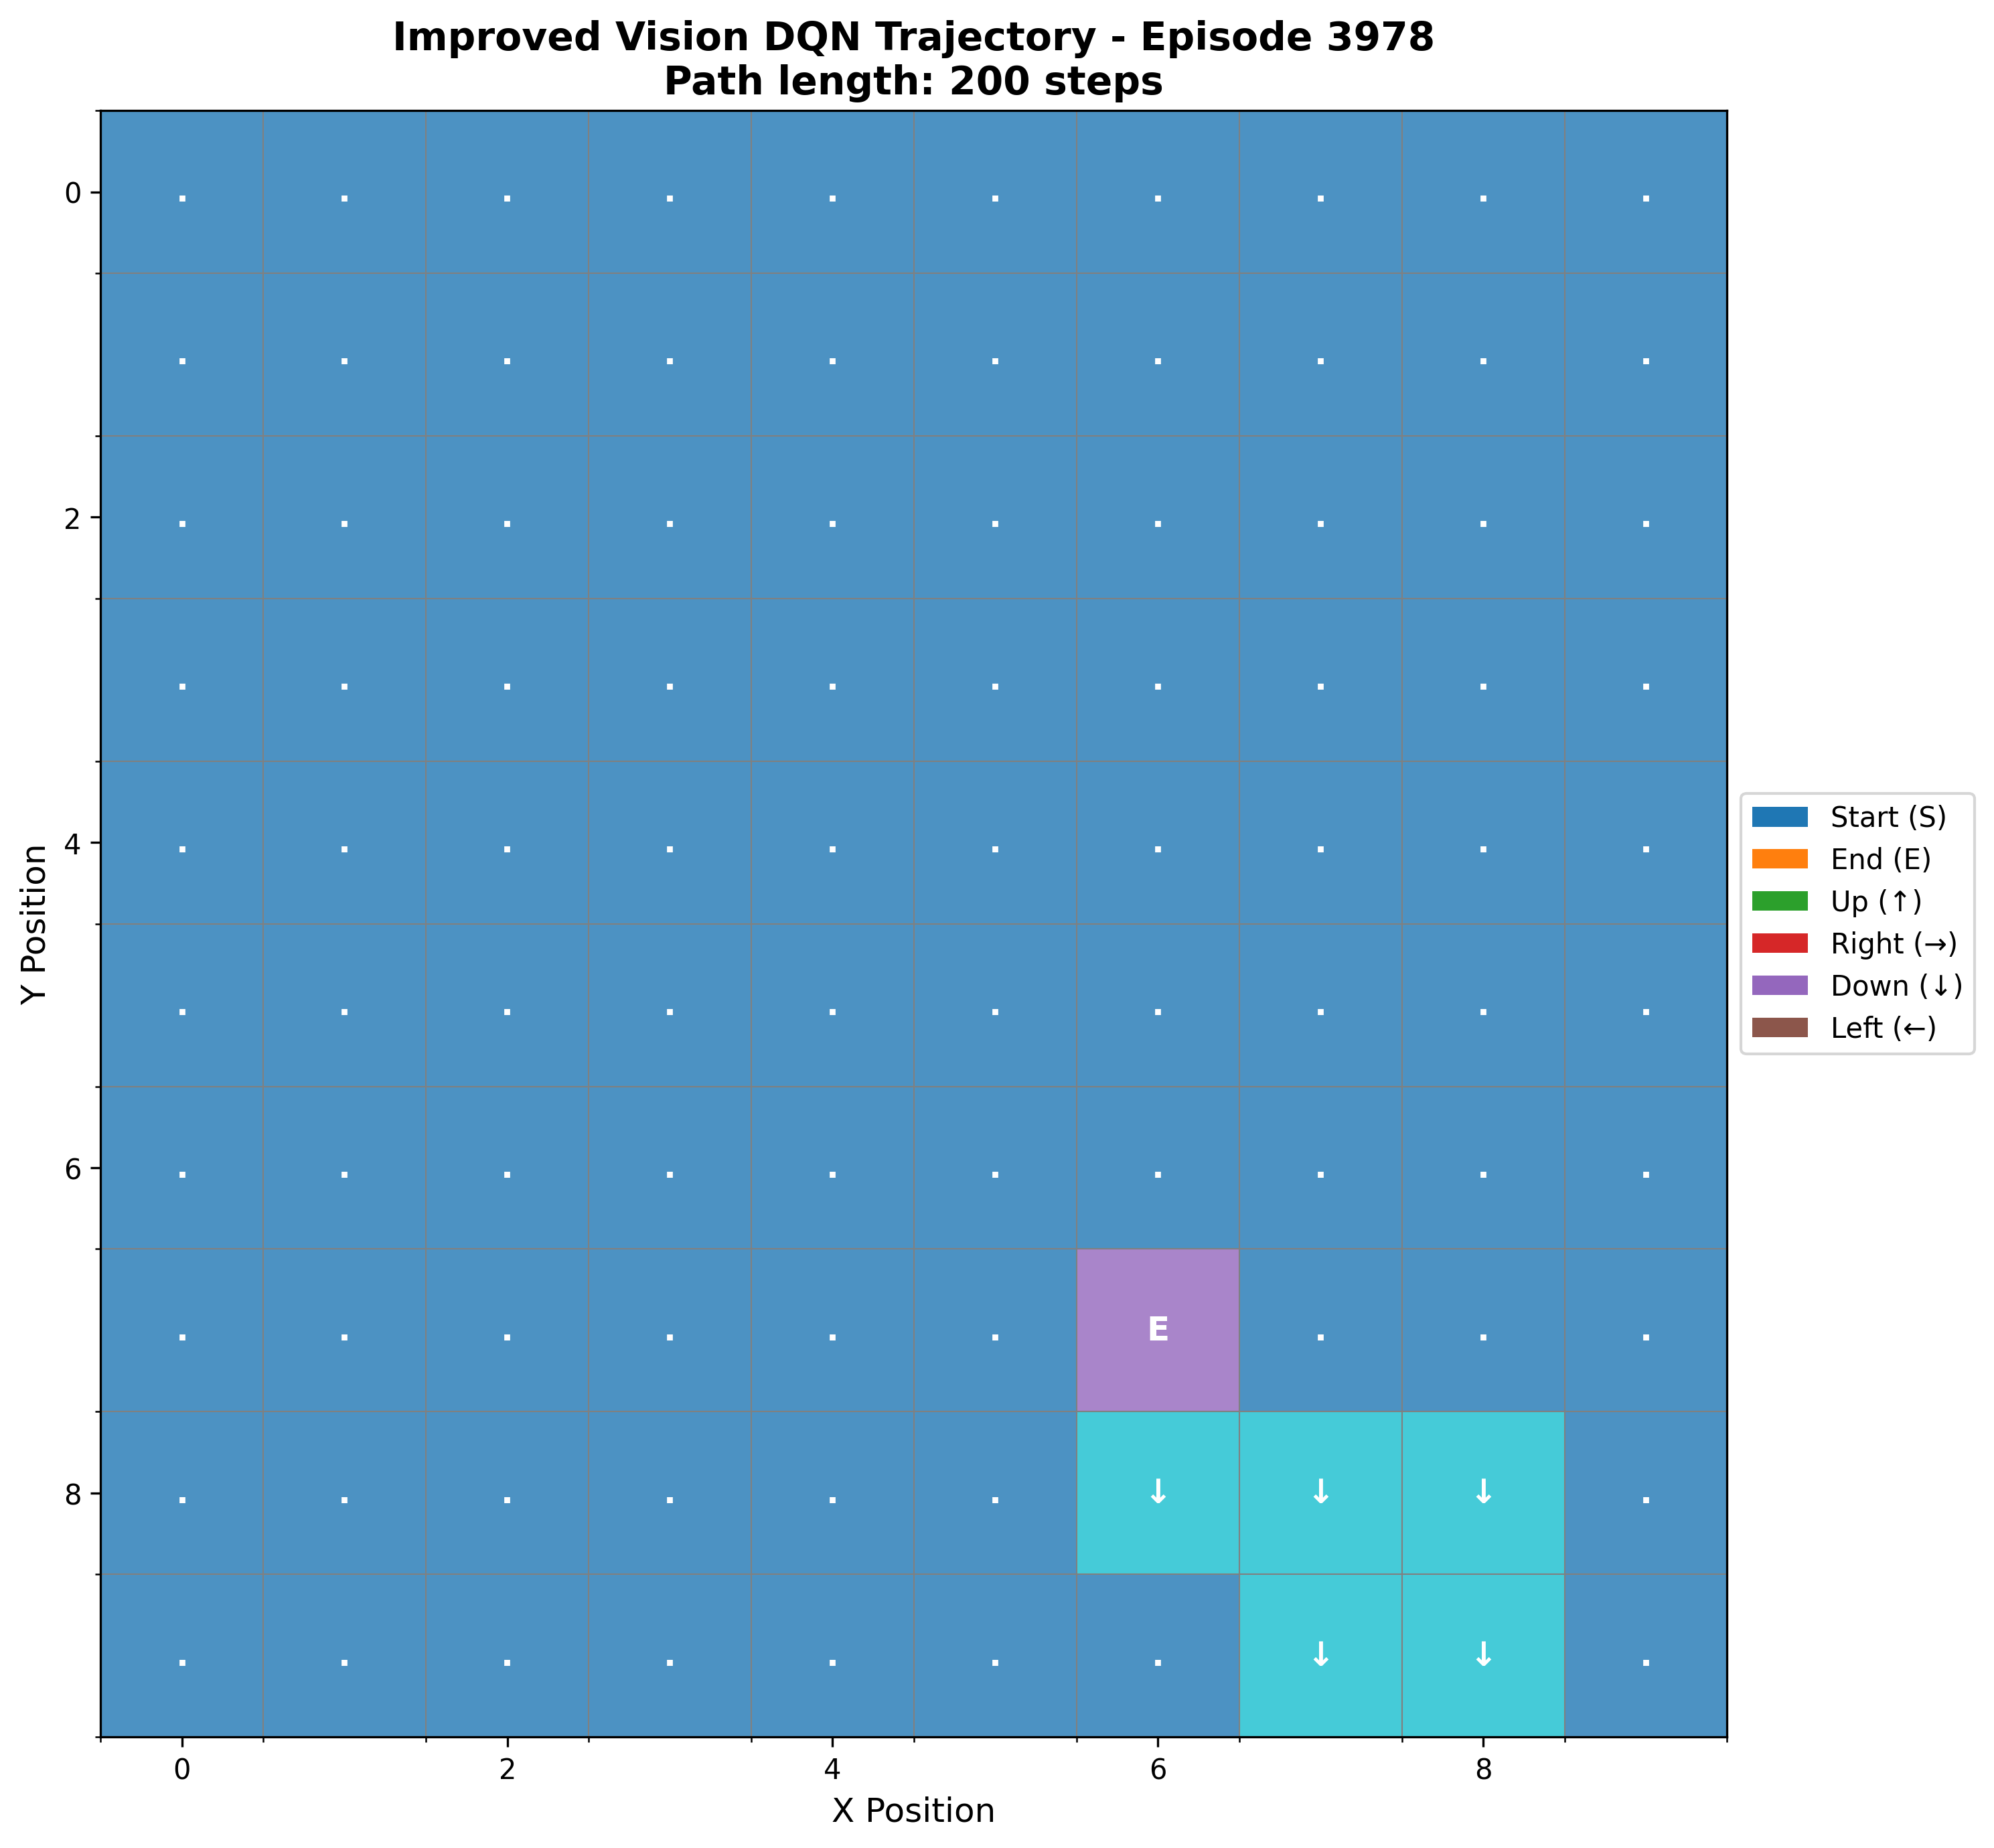 Improved Vision DQN Trajectory - Episode 3978
Path length: 200 steps
0
2
4
6
8
Y Position
E
↓ ↓ ↓
↓ ↓
0 2 4 6 8
X Position
Start (S)
End (E)
Up (↑)
Right (→)
Down (↓)
Left (←)